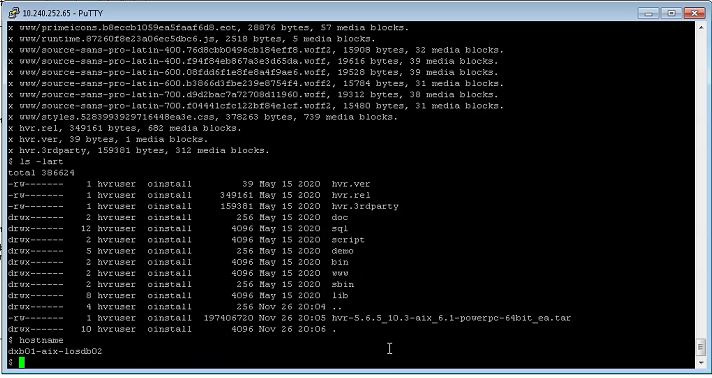 10.240.252.65 - PuTTY
x www/primeicons.b8eccb1059ea5faaf6d8.eot, 28876 bytes, 57 media blocks.
x www/runtime.87260f8e23a06ec5dbc6.js, 2518 bytes, 5 media blocks.
x www/source-sans-pro-latin-400.76d8cbb0496cb184eff8.woff2, 15908 bytes, 32 media blocks.
x www/source-sans-pro-latin-400.f94f84eb867a3e3d65da.woff, 19616 bytes, 39 media blocks.
x www/source-sans-pro-latin-600.08fdd6f1e8fe8a4f9ae6.woff, 19528 bytes, 39 media blocks.
x www/source-sans-pro-latin-600.b3866d3fbe239e8754f4.woff2, 15784 bytes, 31 media blocks.
x www/source-sans-pro-latin-700.d9d2bac7a72708d11960.woff, 19312 bytes, 38 media blocks.
x www/source-sans-pro-latin-700.f04441cfc122bf84e1cf.woff2, 15480 bytes, 31 media blocks.
x www/styles.5283993929716448ea3e.css, 378263 bytes, 739 media blocks.
x hvr.rel, 349161 bytes, 682 media blocks.
x hvr.ver, 39 bytes, 1 media blocks.
x hvr.3rdparty, 159381 bytes, 312 media blocks.
$ ls -lart
total 386624
-rw------- 1 hvruser oinstall 39 May 15 2020 hvr.ver
-rw------- 1 hvruser oinstall 349161 May 15 2020 hvr.rel
-rw------- 1 hvruser oinstall 159381 May 15 2020 hvr.3rdparty
drwx------ 2 hvruser oinstall 256 May 15 2020 doc
drwx------ 12 hvruser oinstall 4096 May 15 2020 sql
drwx------ 2 hvruser oinstall 4096 May 15 2020 script
drwx------ 5 hvruser oinstall 256 May 15 2020 demo
drwx------ 2 hvruser oinstall 4096 May 15 2020 bin
drwx------ 2 hvruser oinstall 4096 May 15 2020 www
drwx------ 2 hvruser oinstall 256 May 15 2020 sbin
drwx------ 8 hvruser oinstall 4096 May 15 2020 lib
drwx------ 4 hvruser oinstall 256 Nov 26 20:04 ..
-rwx------ 1 hvruser oinstall 197406720 Nov 26 20:05 hvr-5.6.5_10.3-aix_6.1-powerpc-64bit_ea.tar
drwx------ 10 hvruser oinstall 4096 Nov 26 20:06 .
$ hostname
dxb01-aix-losdb02
$